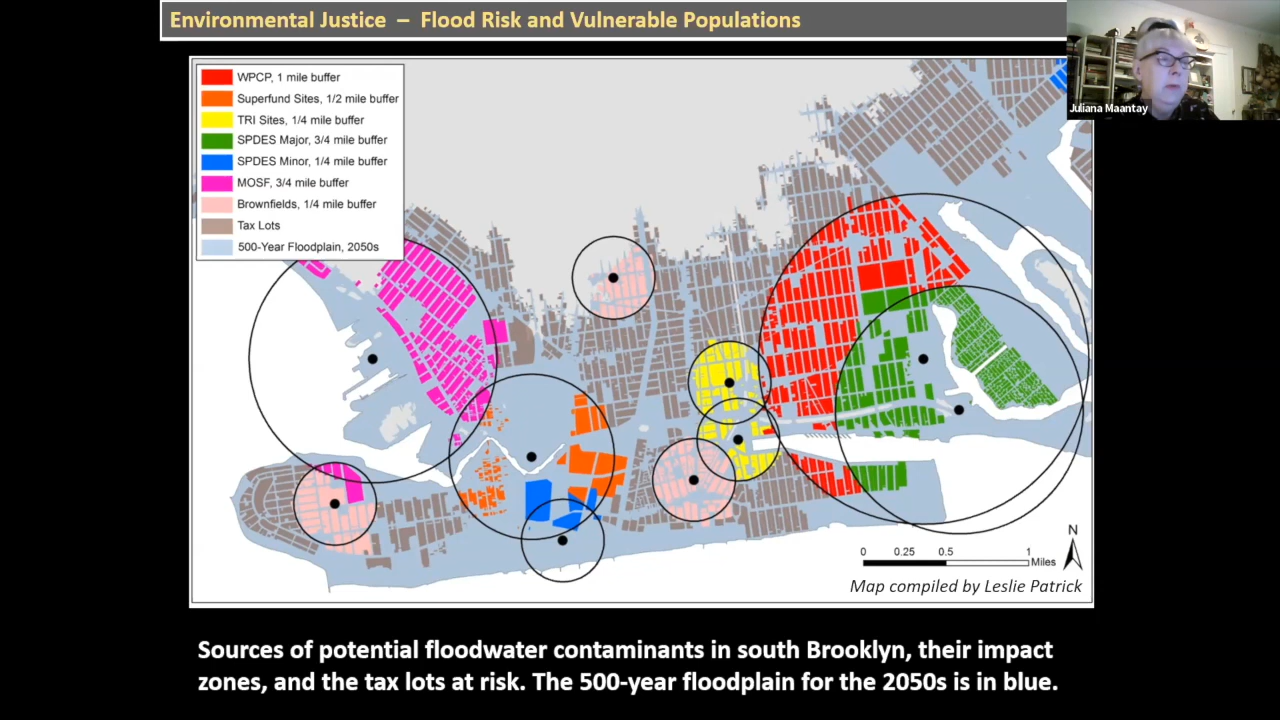 Environmental Justice – Flood Risk and Vulnerable Populations
Juliana Maantay
WPCP, 1 mile buffer
Superfund Sites, 1/2 mile buffer
TRI Sites, 1/4 mile buffer
SPDES Major, 3/4 mile buffer
SPDES Minor, 1/4 mile buffer
MOSF, 3/4 mile buffer
Brownfields, 1/4 mile buffer
Tax Lots
500-Year Floodplain, 2050s
N
0 0.25 0.5 1
Miles
Map compiled by Leslie Patrick
Sources of potential floodwater contaminants in south Brooklyn, their impact
zones, and the tax lots at risk. The 500-year floodplain for the 2050s is in blue.